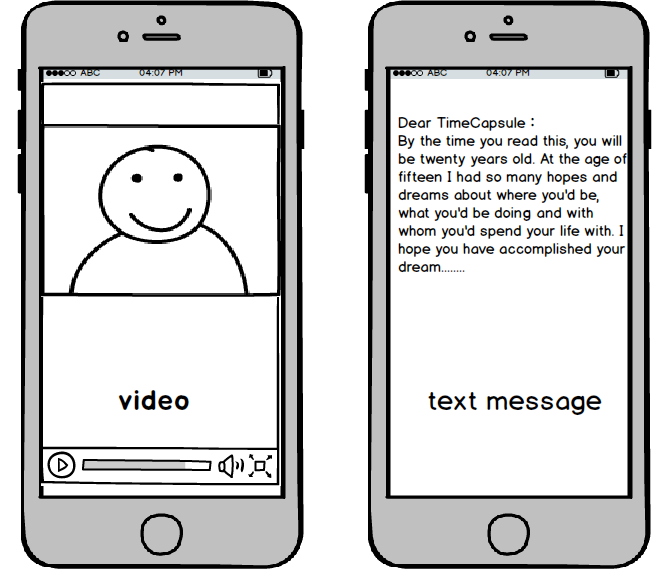 ABC 04:07 PM
video
ABC 04:07 PM
Dear TimeCapsule :
By the time you read this, you will
be twenty years old. At the age of
fifteen I had so many hopes and
dreams about where you'd be,
what you'd be doing and with
whom you'd spend your life with. I
hope you have accomplished your
dream........
text message